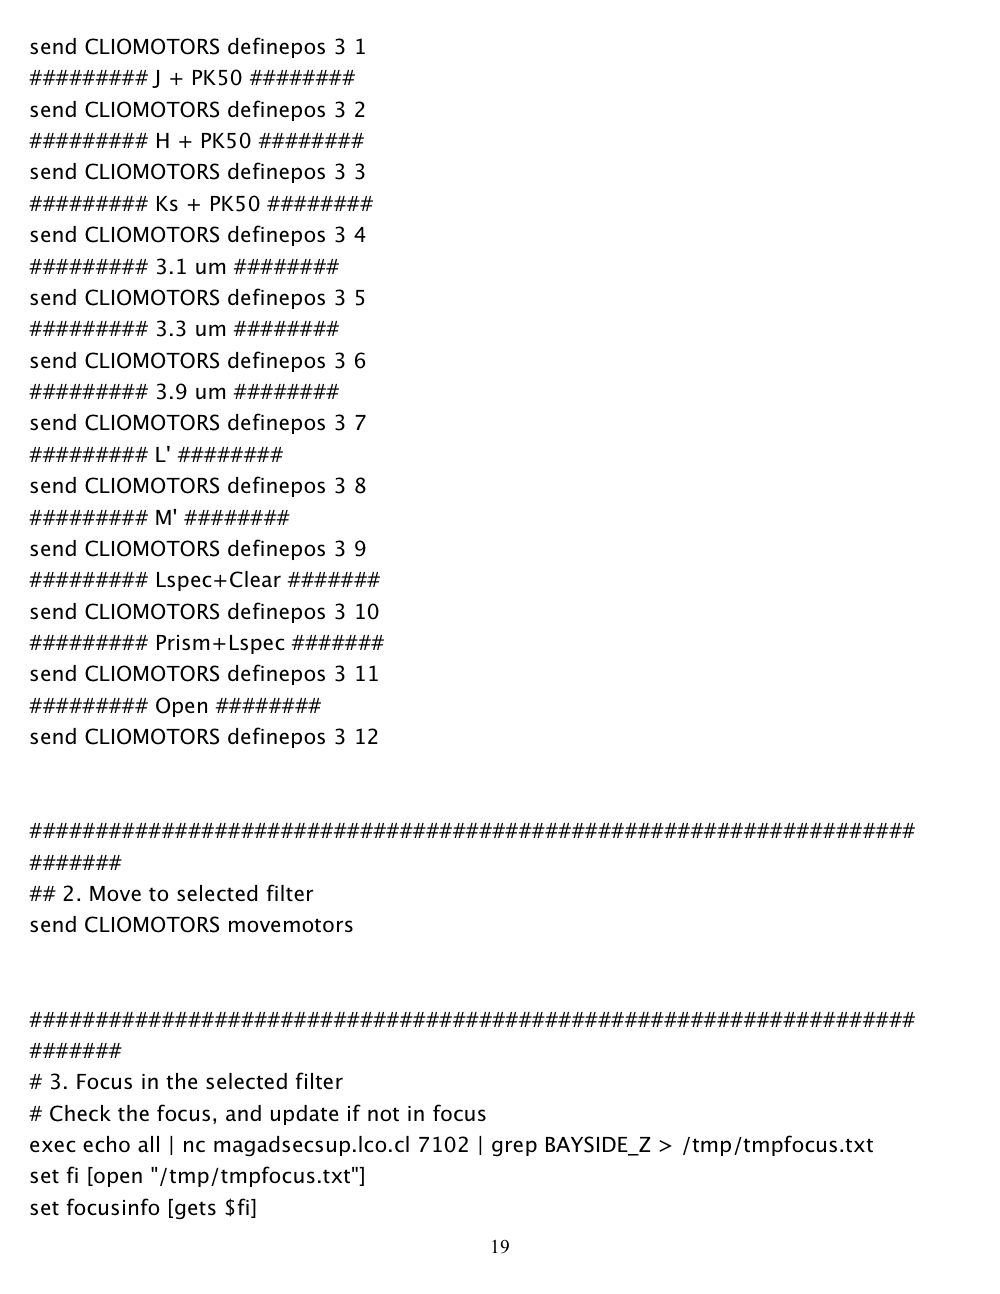 send CLIOMOTORS definepos 3 1
######### J + PK50 ########
send CLIOMOTORS definepos 3 2
######### H + PK50 ########
send CLIOMOTORS definepos 3 3
######### Ks + PK50 ########
send CLIOMOTORS definepos 3 4
######### 3.1 um ########
send CLIOMOTORS definepos 3 5
######### 3.3 um ########
send CLIOMOTORS definepos 3 6
######### 3.9 um ########
send CLIOMOTORS definepos 3 7
######### L' ########
send CLIOMOTORS definepos 3 8
######### M' ########
send CLIOMOTORS definepos 3 9
######### Lspec+Clear #######
send CLIOMOTORS definepos 3 10
######### Prism+Lspec #######
send CLIOMOTORS definepos 3 11
######### Open ########
send CLIOMOTORS definepos 3 12
###################################################################
#######
## 2. Move to selected filter
send CLIOMOTORS movemotors
###################################################################
#######
# 3. Focus in the selected filter
# Check the focus, and update if not in focus
exec echo all | nc magadsecsup.lco.cl 7102 | grep BAYSIDE_Z > /tmp/tmpfocus.txt
set fi [open "/tmp/tmpfocus.txt"]
set focusinfo [gets $fi]
19